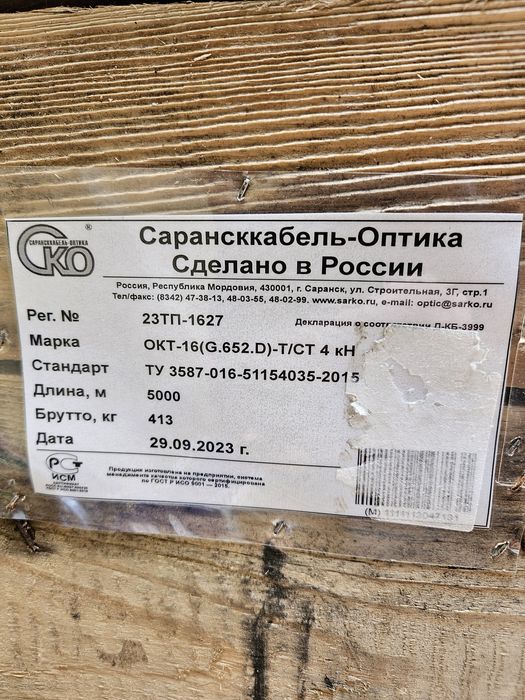 САРАНСККАБЕЛЬ-ОПТИКА
СКО
®
Сарансккабель-Оптика
Сделано в России
Россия, Республика Мордовия, 430001, г. Саранск, ул. Строительная, 3Г, стр.1
Тел/факс: (8342) 47-38-13, 48-03-55, 48-02-99. www.sarko.ru, e-mail: optic@sarko.ru
Рег. № 23ТП-1627 Декларация о соответствии Д-КБ-3999
Марка ОКТ-16(G.652.D)-Т/СТ 4 кН
Стандарт ТУ 3587-016-51154035-2015
Длина, м 5000
Брутто, кг 413
Дата 29.09.2023 г.
ИСМ
Продукция изготовлена на предприятии, система
менеджмента качества которого сертифицирована
по ГОСТ Р ИСО 9001 — 2015.
(М)